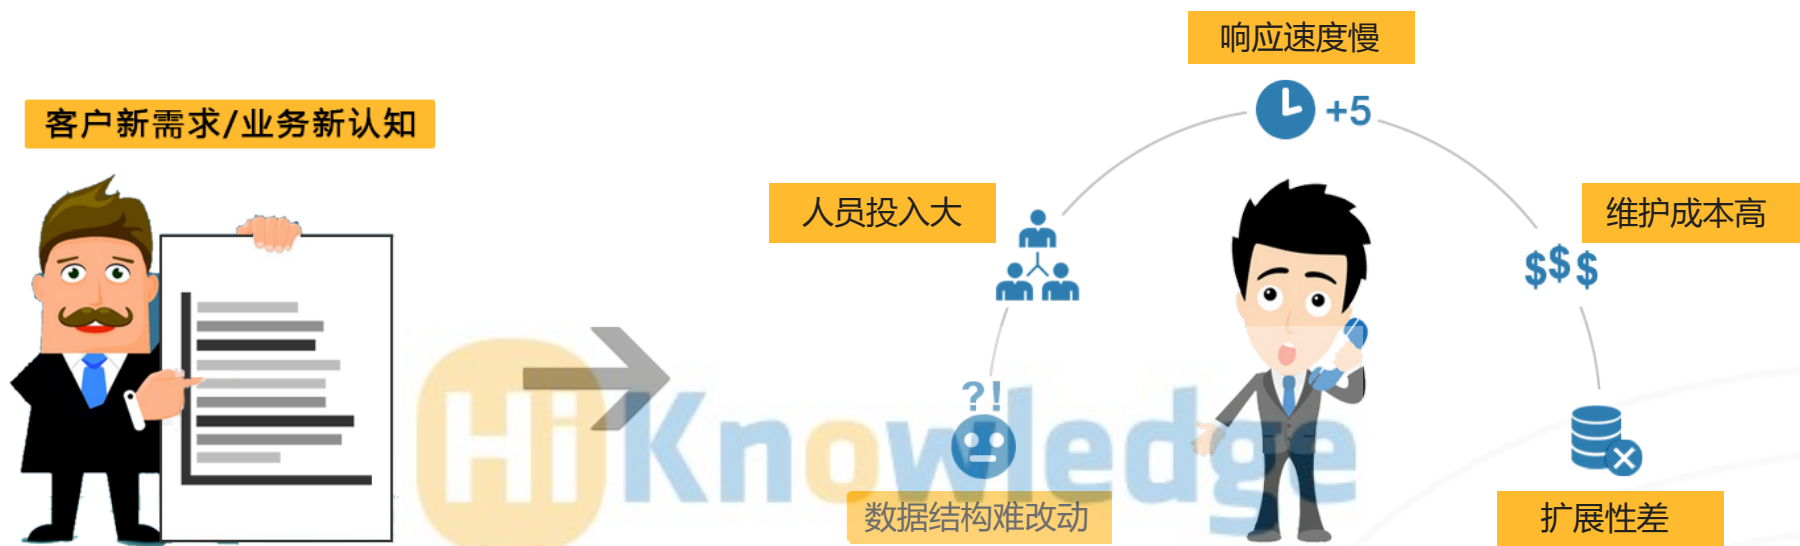 客户新需求/业务新认知
响应速度慢
+5
人员投入大
维护成本高
$$$
?!
HiKnowledge
数据结构难改动
扩展性差